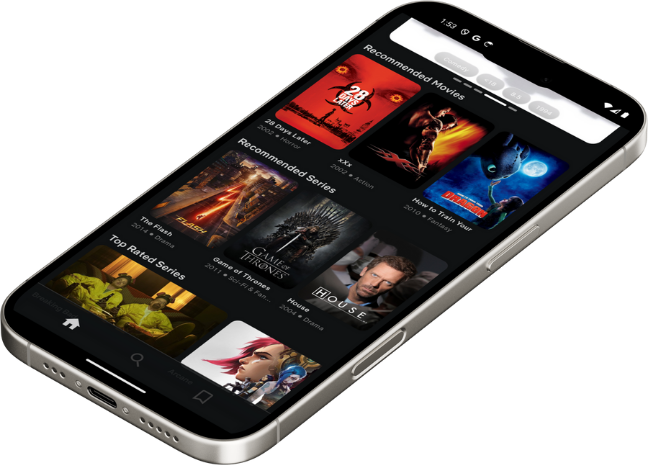 1:53
Recommended Movies
28 DAYS LATER
28 Days Later
2002 • Horror
xXx
2002 • Action
How to Train Your
2010 • Fantasy
Recommended Series
FLASH
The Flash
2014 • Drama
GAME OF THRONES
Game of Thrones
2011 • Sci-Fi & Fan...
HOUSE
House
2004 • Drama
Top Rated Series